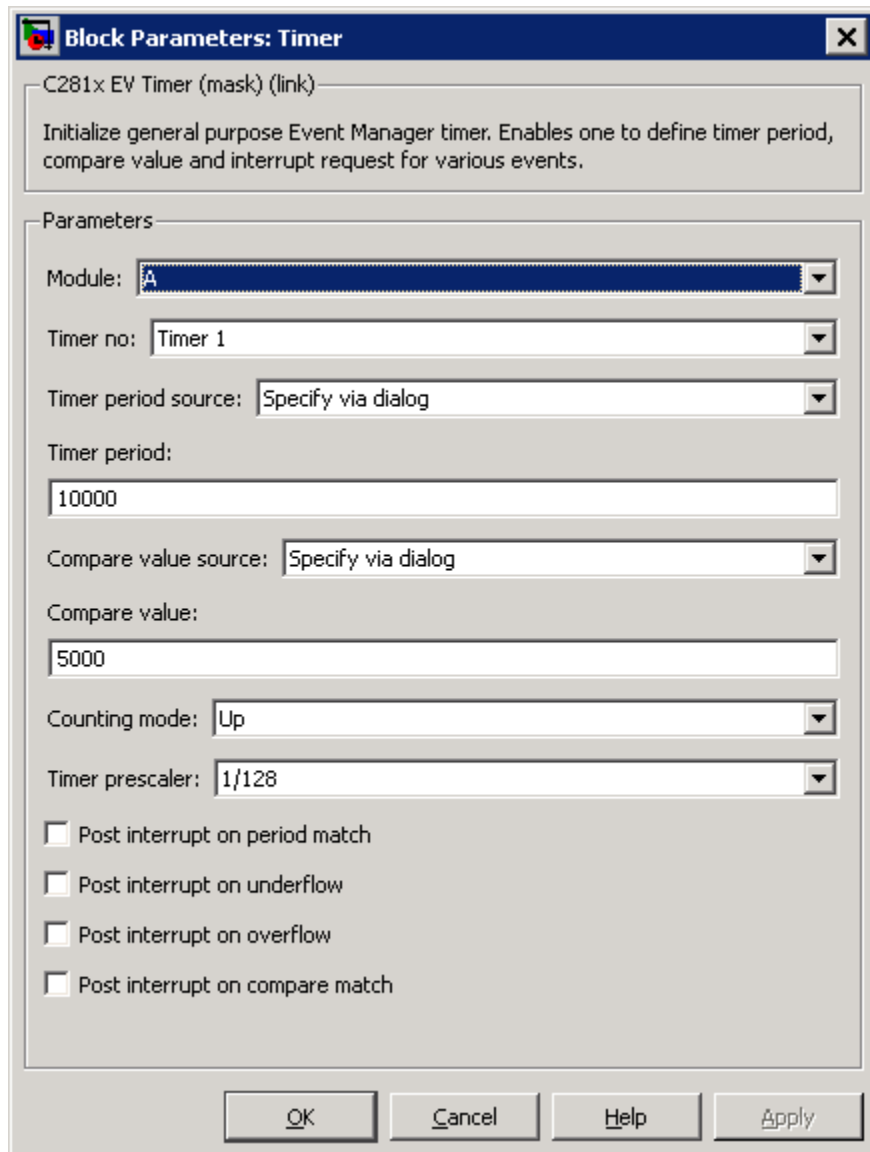 Block Parameters: Timer
C281x EV Timer (mask) (link)
Initialize general purpose Event Manager timer. Enables one to define timer period,
compare value and interrupt request for various events.
Parameters
Module: A
Timer no: Timer 1
Timer period source: Specify via dialog
Timer period:
10000
Compare value source: Specify via dialog
Compare value:
5000
Counting mode: Up
Timer prescaler: 1/128
Post interrupt on period match
Post interrupt on underflow
Post interrupt on overflow
Post interrupt on compare match
OK Cancel Help Apply